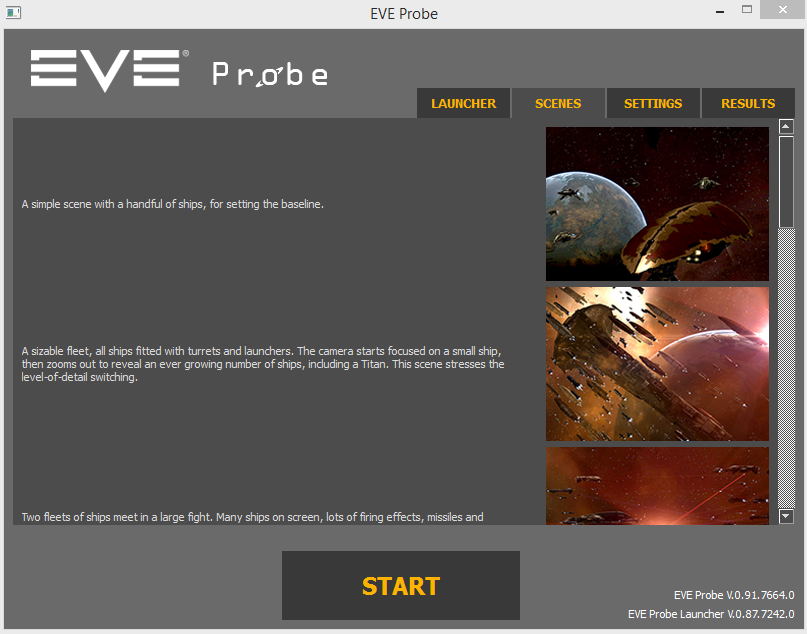 EVE Probe
EVE® Probe
LAUNCHER
SCENES
SETTINGS
RESULTS
A simple scene with a handful of ships, for setting the baseline.
A sizable fleet, all ships fitted with turrets and launchers. The camera starts focused on a small ship,
then zooms out to reveal an ever growing number of ships, including a Titan. This scene stresses the
level-of-detail switching.
Two fleets of ships meet in a large fight. Many ships on screen, lots of firing effects, missiles and
START
EVE Probe V.0.91.7664.0
EVE Probe Launcher V.0.87.7242.0